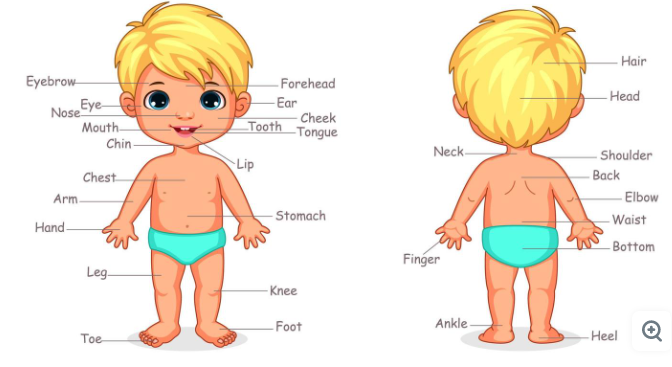 Eyebrow
Forehead
Eye
Ear
Nose
Cheek
Mouth
Tooth
Tongue
Chin
Lip
Chest
Arm
Stomach
Hand
Leg
Knee
Foot
Toe
Hair
Head
Neck
Shoulder
Back
Elbow
Waist
Bottom
Finger
Ankle
Heel